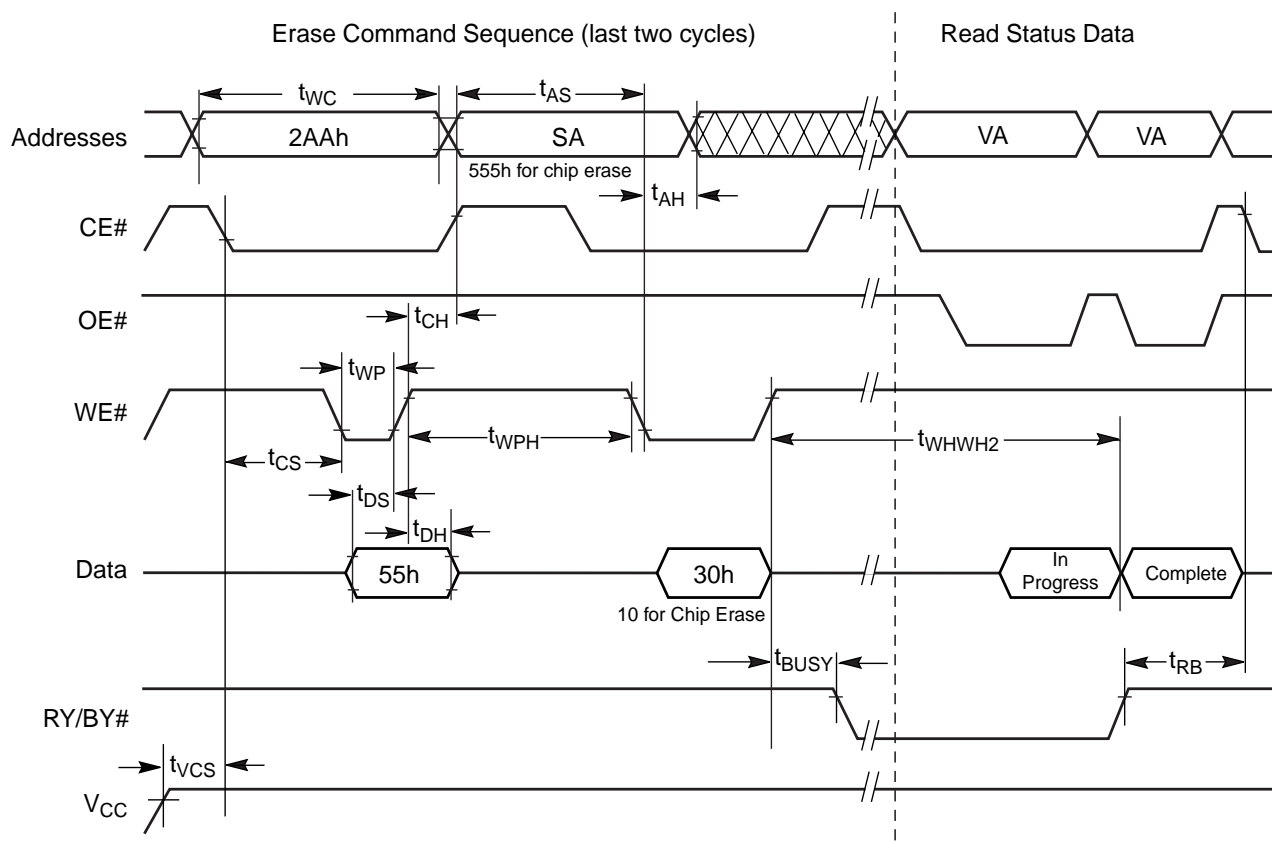 Erase Command Sequence (last two cycles)
Read Status Data
tWC
tAS
Addresses
2AAh
SA
VA
VA
555h for chip erase
tAH
CE#
OE#
tCH
tWP
WE#
tWPH
tWHWH2
tCS
tDS
tDH
Data
55h
30h
In
Progress
Complete
10 for Chip Erase
tBUSY
tRB
RY/BY#
tVCS
VCC